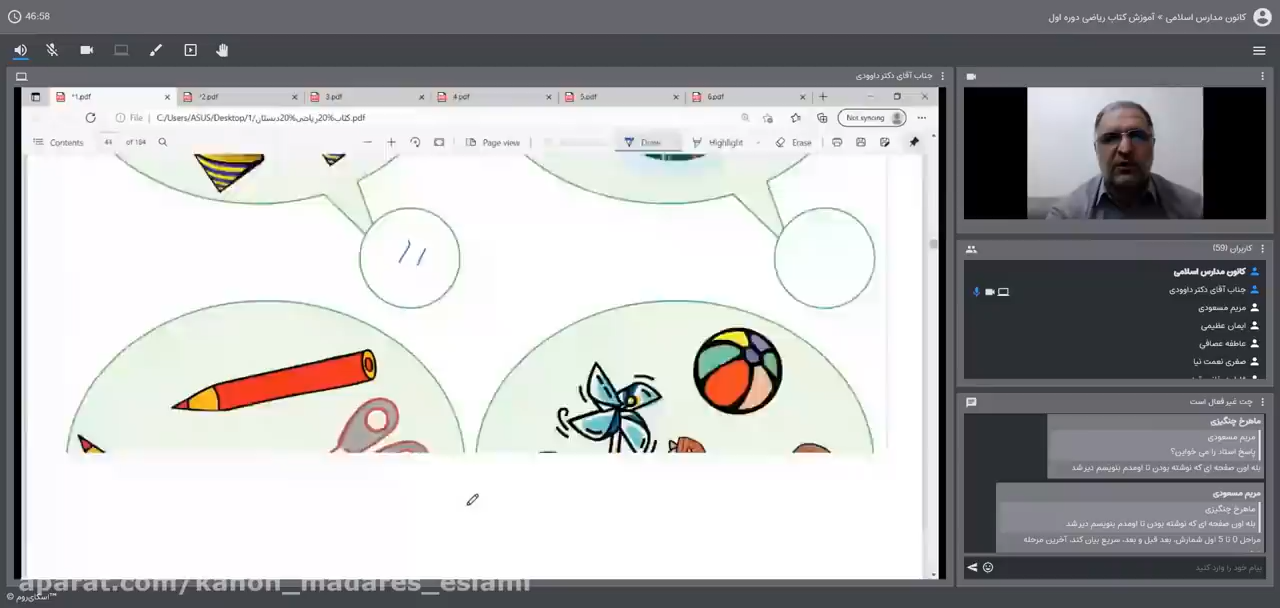 46:58
کانون مدارس اسلامی » آموزش کتاب ریاضی دوره اول
جناب آقای دکتر داوودی
*1.pdf
*2.pdf
3.pdf
4.pdf
5.pdf
6.pdf
File
C:/Users/ASUS/Desktop/1/کتاب%20ریاضی%20دبستان.pdf
Not syncing
Contents
of 184
Page view
Draw
Highlight
Erase
۱۱
کاربران (59)
کانون مدارس اسلامی
جناب آقای دکتر داوودی
مریم مسعودی
ایمان عظیمی
عاطفه عصافی
صغری نعمت نیا
چت غیر فعال است
ماهرخ چنگیزی
مریم مسعودی
پاسخ استاد را می خواین؟
بله اون صفحه ای که نوشته بودن تا اومدم بنویسم دیر شد
مریم مسعودی
ماهرخ چنگیزی
بله اون صفحه ای که نوشته بودن تا اومدم بنویسم دیر شد
مراحل 0 تا 5 اول شمارش، بعد قبل و بعد، سریع بیان کند، آخرین مرحله
پیام خود را وارد کنید
aparat.com/kanon_madares_eslami
© اسکای‌روم™